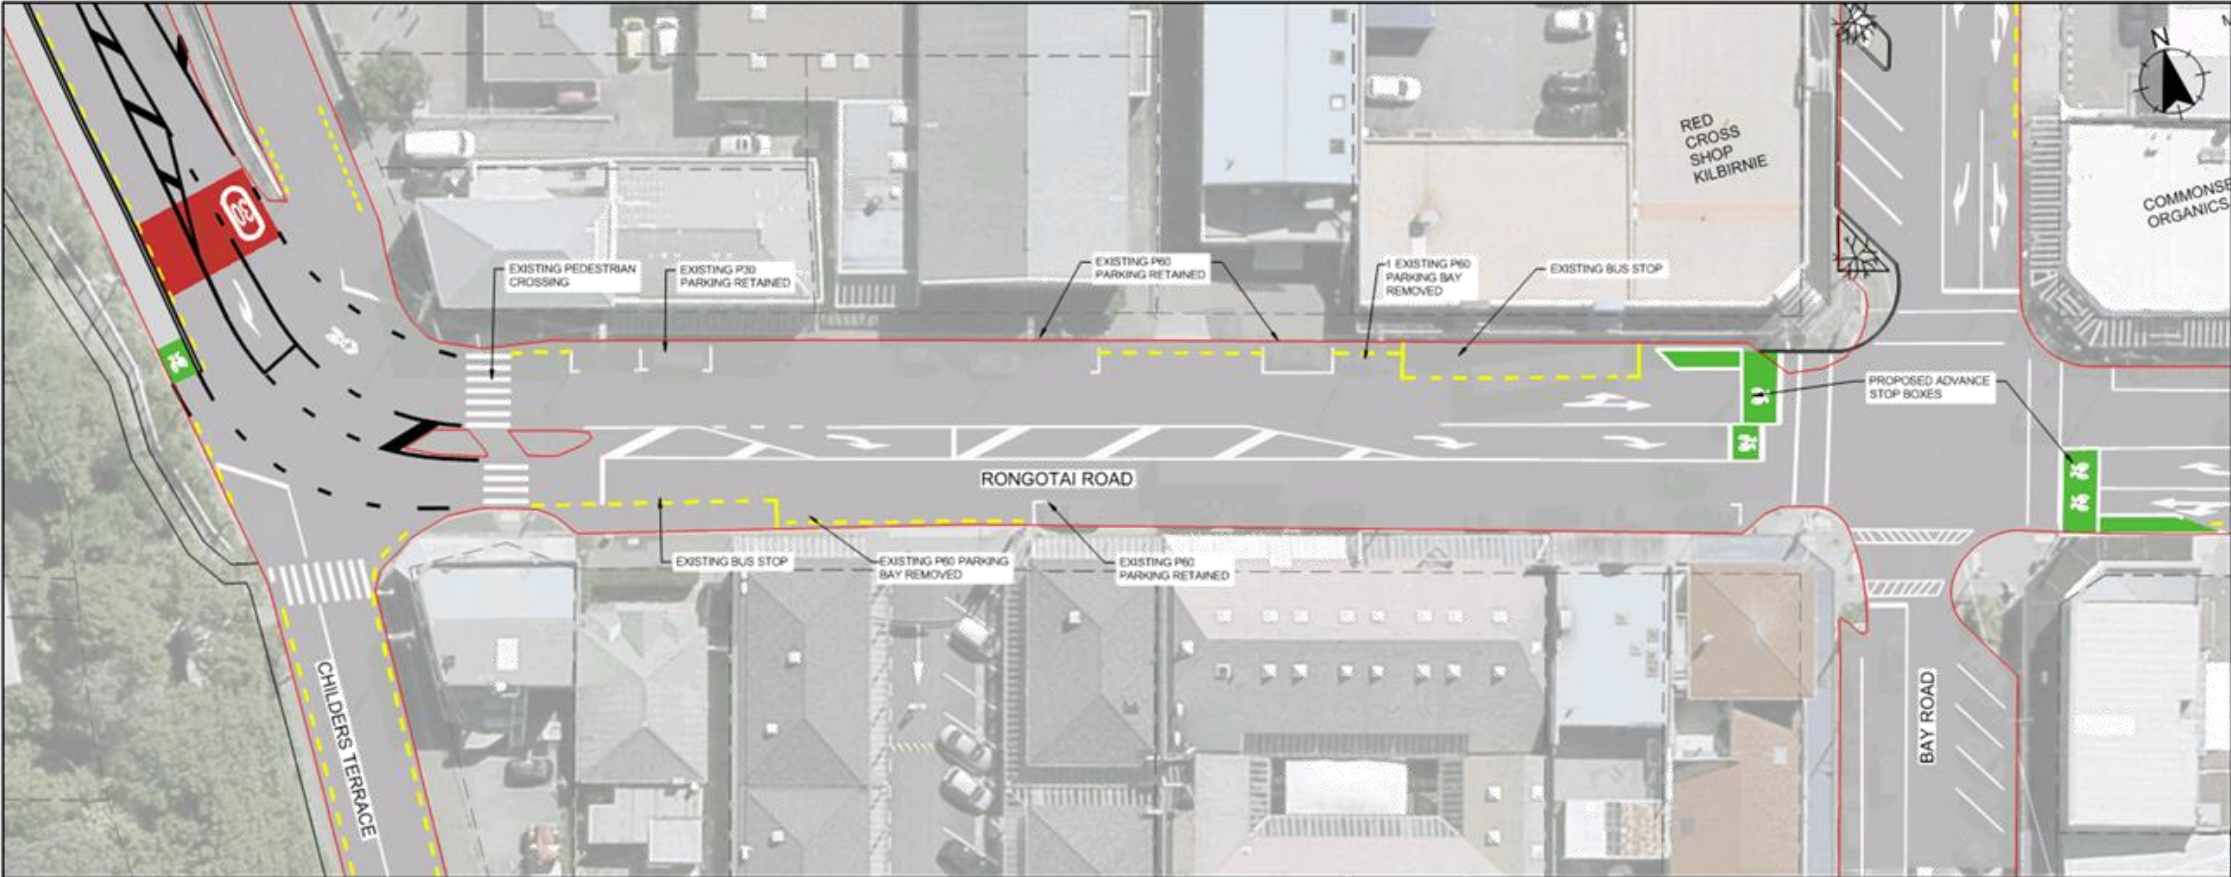 N
RED
CROSS
SHOP
KILBIRNIE
COMMONSE
ORGANICS
30
EXISTING PEDESTRIAN
CROSSING
EXISTING P30
PARKING RETAINED
EXISTING P60
PARKING RETAINED
1 EXISTING P60
PARKING BAY
REMOVED
EXISTING BUS STOP
PROPOSED ADVANCE
STOP BOXES
RONGOTAI ROAD
EXISTING BUS STOP
EXISTING P60 PARKING
BAY REMOVED
EXISTING P60
PARKING RETAINED
CHILDERS TERRACE
BAY ROAD